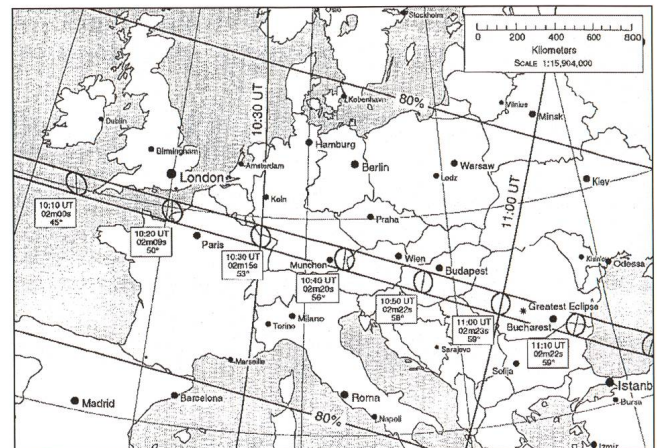 Oslo
Stockholm
0 200 400 600 800
Kilometers
SCALE 1:15,904,000
80%
Kobenhavn
10:30 UT
Vilnius
Minsk
Dublin
Hamburg
Birmingham
Amsterdam
Berlin
Warsaw
London
Lodz
Kiev
11:00 UT
Koln
10:10 UT
02m00s
45°
Praha
10:20 UT
02m09s
50°
Paris
10:30 UT
02m15s
53°
Munchen
Wien
Budapest
Odessa
10:40 UT
02m20s
56°
10:50 UT
02m22s
58°
11:00 UT
02m23s
59°
Greatest Eclipse
Bucharest
Milano
Torino
11:10 UT
02m22s
59°
Sarajevo
Marseille
Sofija
Istanb
Bursa
Madrid
Barcelona
Roma
80%
Napoli
Izmir